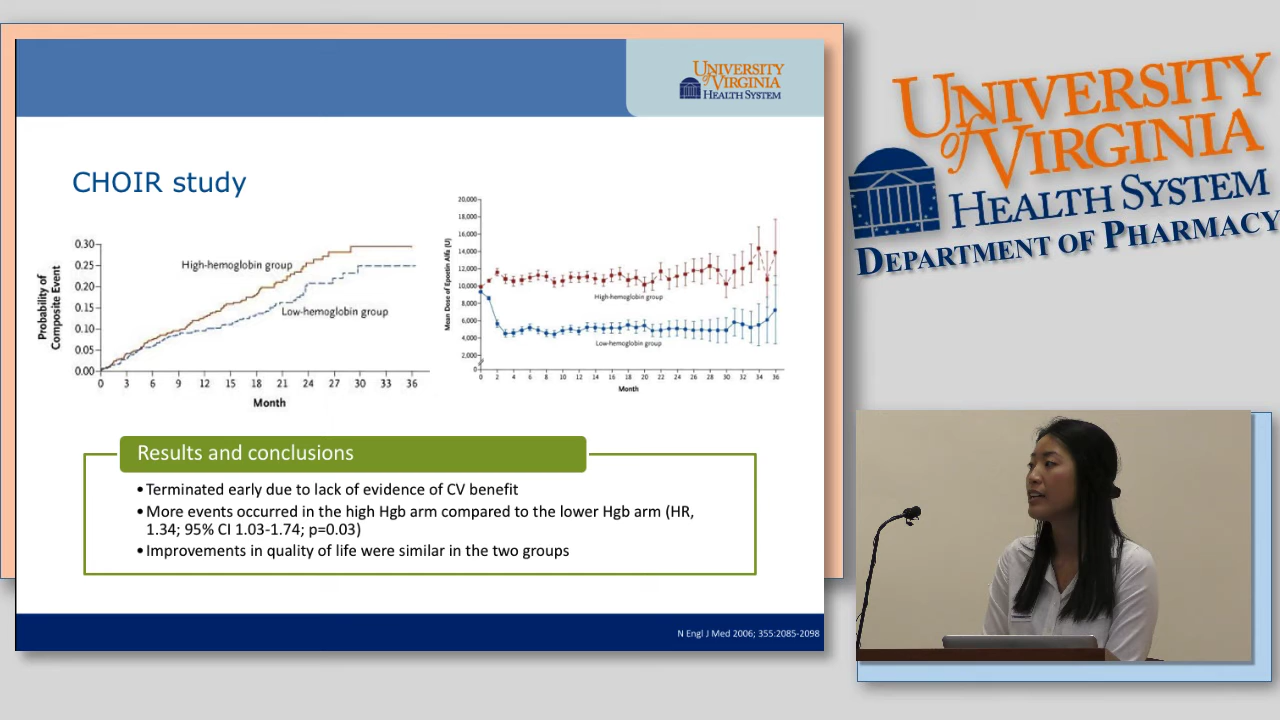 UNIVERSITY
of VIRGINIA
HEALTH SYSTEM
CHOIR study
0.30
0.25
0.20
0.15
0.10
0.05
0.00
Probability of
Composite Event
High-hemoglobin group
Low-hemoglobin group
0 3 6 9 12 15 18 21 24 27 30 33 36
Month
20,000
18,000
16,000
14,000
12,000
10,000
8,000
6,000
4,000
2,000
0
Mean Dose of Epoetin Alfa (U)
High-hemoglobin group
Low-hemoglobin group
0 2 4 6 8 10 12 14 16 18 20 22 24 26 28 30 32 34 36
Month
Results and conclusions
• Terminated early due to lack of evidence of CV benefit
• More events occurred in the high Hgb arm compared to the lower Hgb arm (HR,
1.34; 95% CI 1.03-1.74; p=0.03)
• Improvements in quality of life were similar in the two groups
N Engl J Med 2006; 355:2085-2098
UNIVERSITY
of VIRGINIA
HEALTH SYSTEM
DEPARTMENT OF PHARMACY